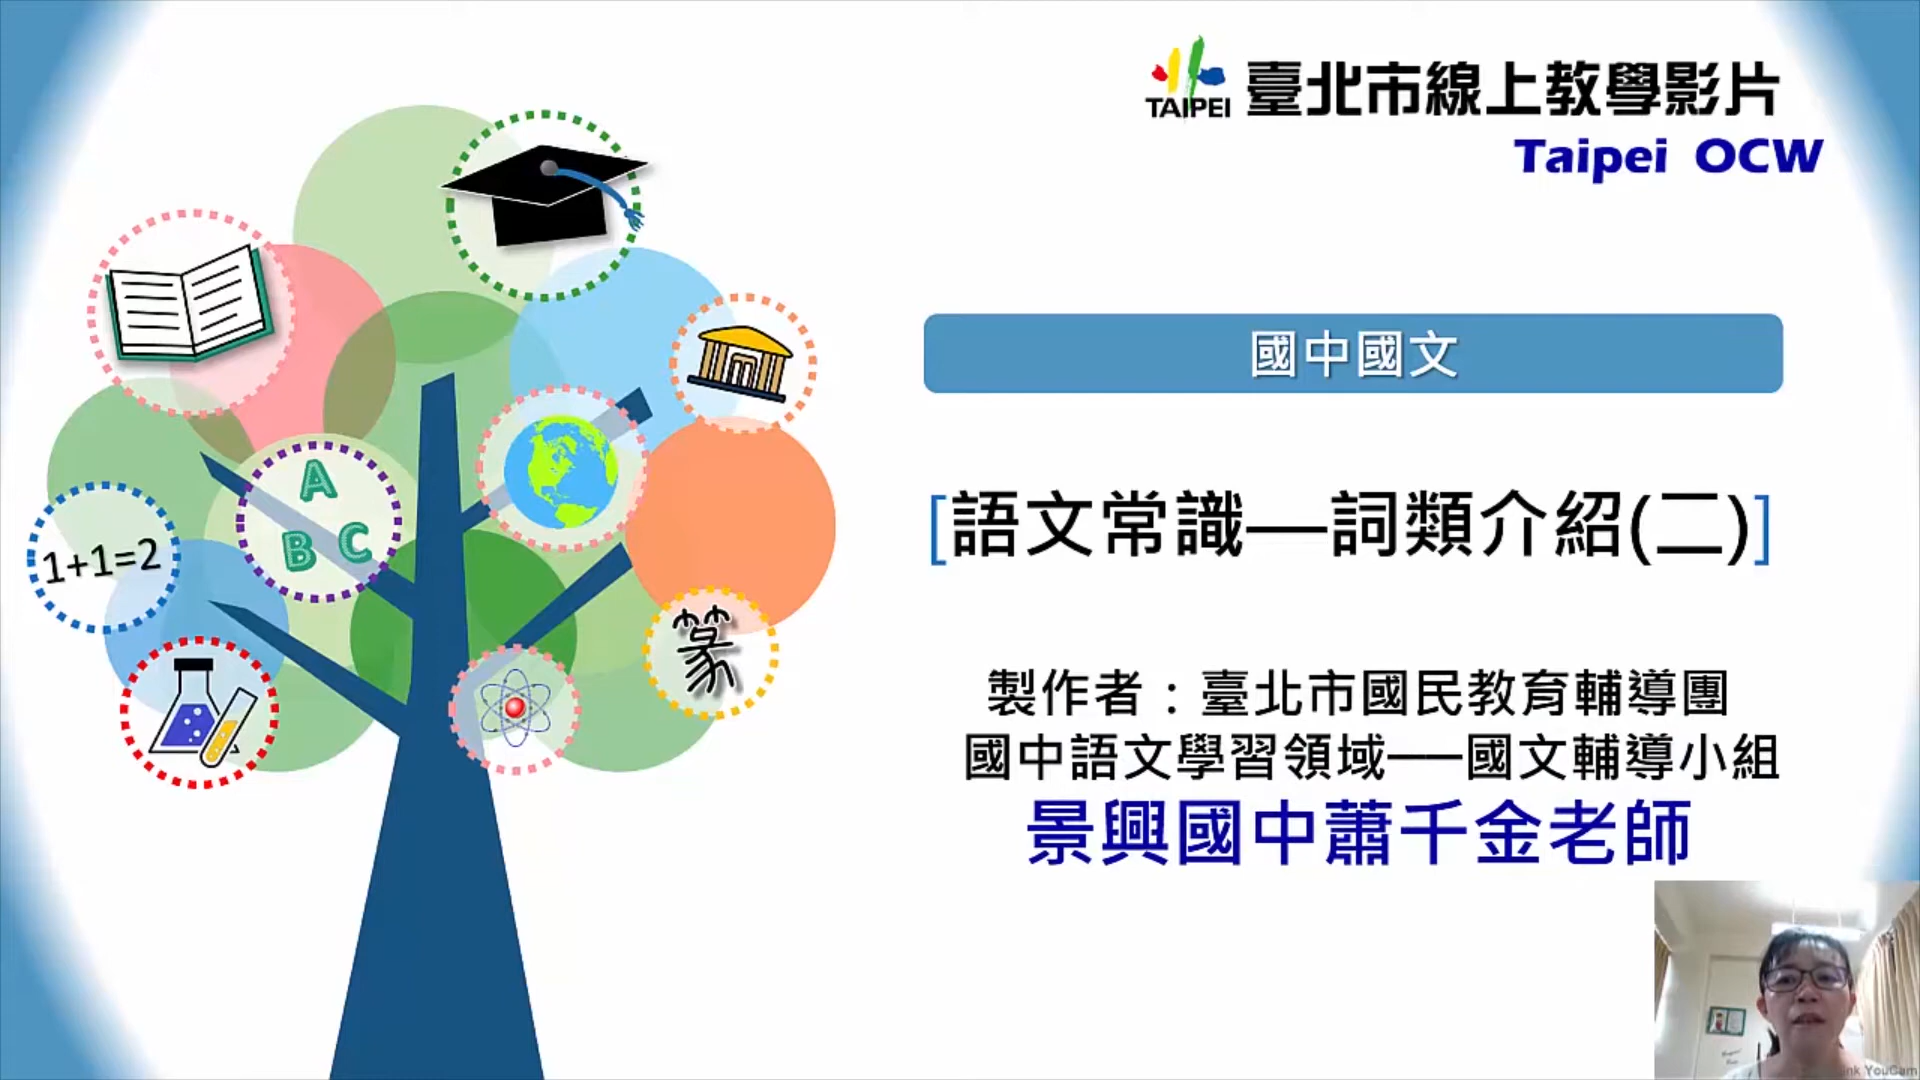 TAIPEI 臺北市線上教學影片
Taipei OCW
國中國文
[語文常識──詞類介紹(二)]
製作者：臺北市國民教育輔導團
國中語文學習領域──國文輔導小組
景興國中蕭千金老師
A
B C
1+1=2
篆
YouCam